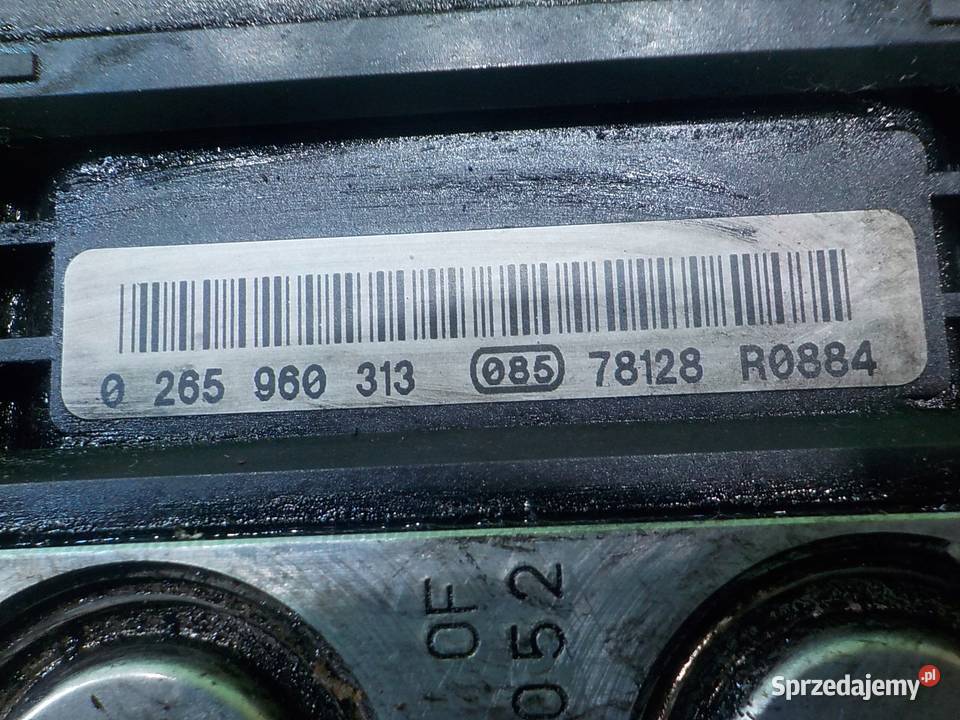 0 265 960 313 085 78128 R0884
0F
052
Sprzedajemy.pl